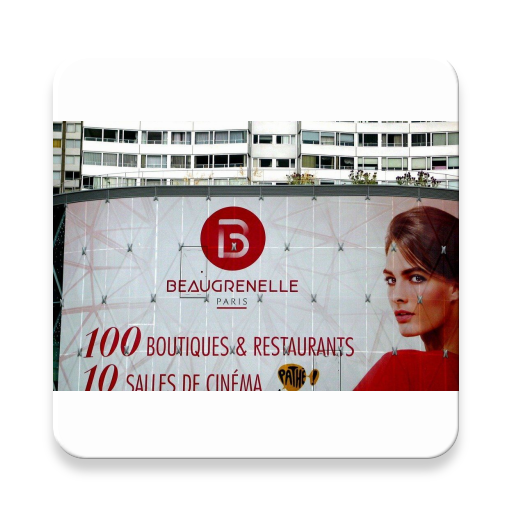 B
BEAUGRENELLE
PARIS
100 BOUTIQUES & RESTAURANTS
10 SALLES DE CINÉMA PATHÉ!